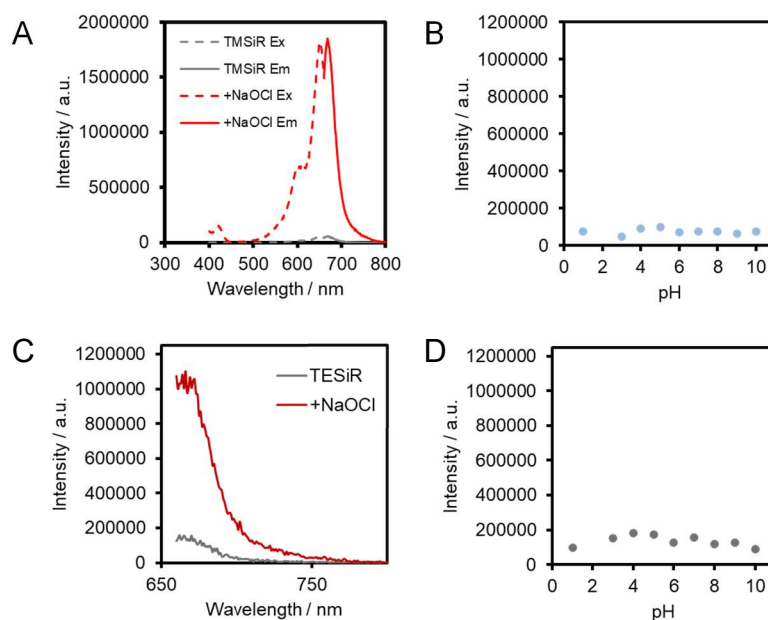 A
2000000
1500000
1000000
500000
0
300 400 500 600 700 800
Wavelength / nm
Intensity / a.u.
TMSiR Ex
TMSiR Em
+NaOCl Ex
+NaOCl Em
B
1200000
1000000
800000
600000
400000
200000
0
0 2 4 6 8 10
pH
Intensity / a.u.
C
1200000
1000000
800000
600000
400000
200000
0
650 750
Wavelength / nm
Intensity / a.u.
TESiR
+NaOCl
D
1200000
1000000
800000
600000
400000
200000
0
0 2 4 6 8 10
pH
Intensity / a.u.